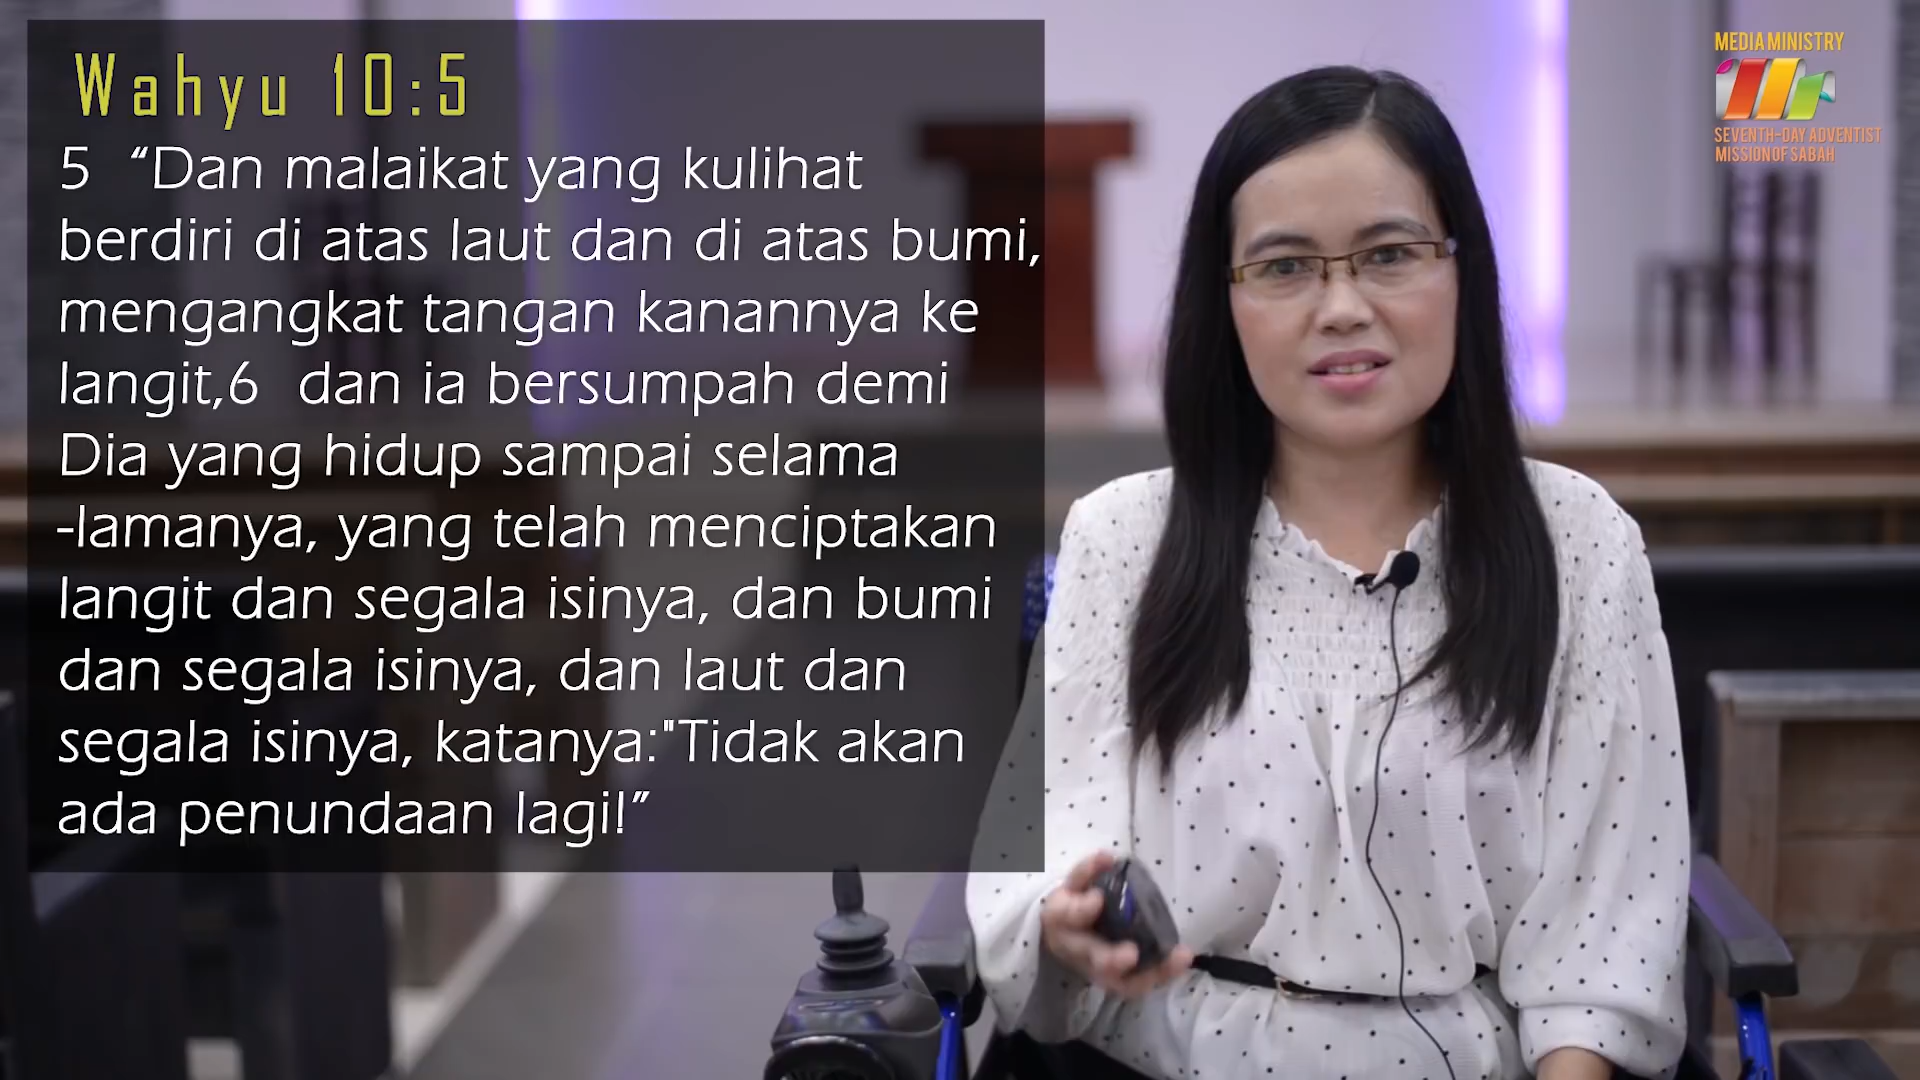 Wahyu 10:5
5 “Dan malaikat yang kulihat
berdiri di atas laut dan di atas bumi,
mengangkat tangan kanannya ke
langit,6 dan ia bersumpah demi
Dia yang hidup sampai selama
-lamanya, yang telah menciptakan
langit dan segala isinya, dan bumi
dan segala isinya, dan laut dan
segala isinya, katanya:"Tidak akan
ada penundaan lagi!”
MEDIA MINISTRY
SEVENTH-DAY ADVENTIST
MISSION OF SABAH